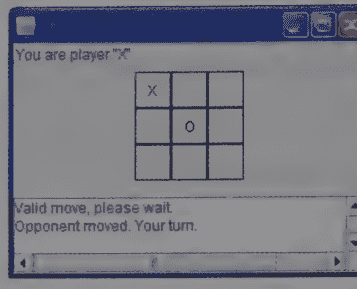 You are player "X"
X
O
Valid move, please wait.
Opponent moved. Your turn.